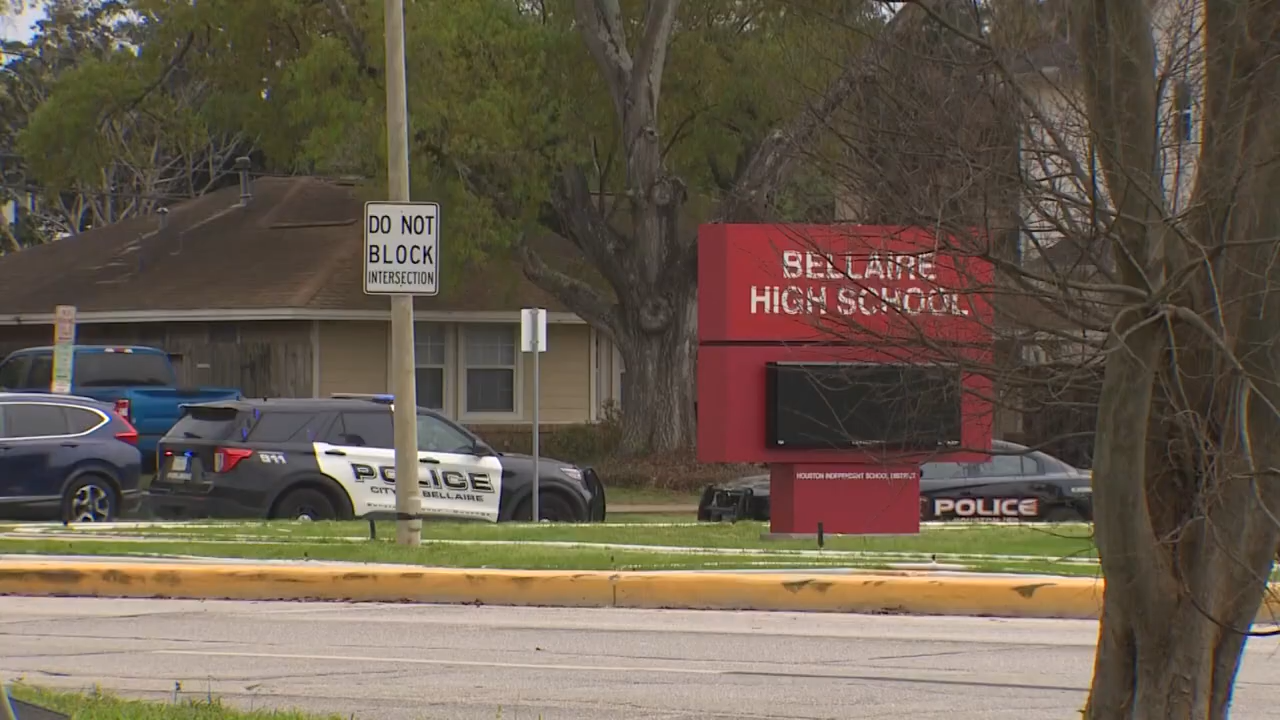 DO NOT
BLOCK
INTERSECTION
BELLAIRE
HIGH SCHOOL
HOUSTON INDEPENDENT SCHOOL DISTRICT
911
POLICE
CITY OF BELLAIRE
POLICE